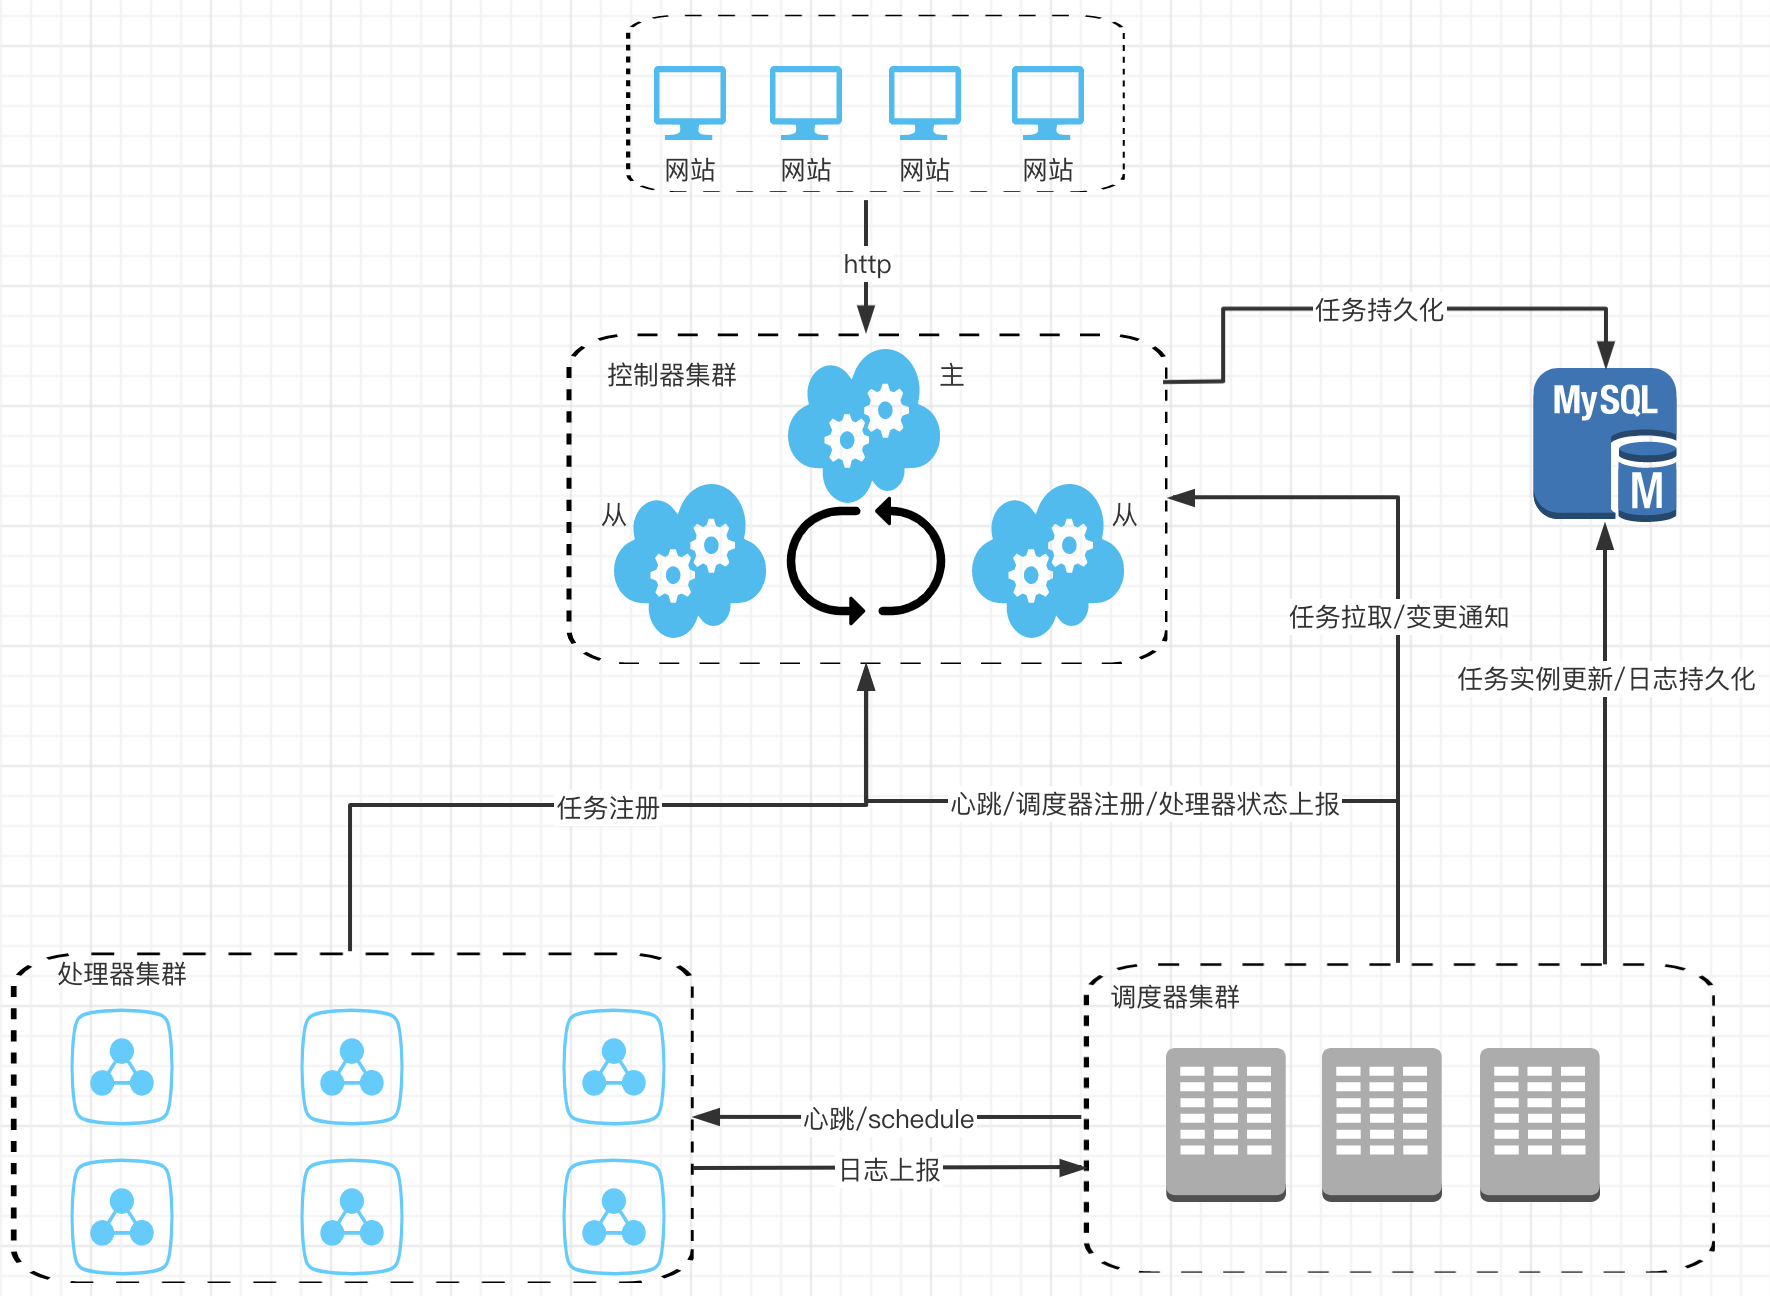 网站
网站
网站
网站
http
任务持久化
控制器集群
主
MySQL
M
从
从
任务拉取/变更通知
任务实例更新/日志持久化
任务注册
心跳/调度器注册/处理器状态上报
处理器集群
调度器集群
心跳/schedule
日志上报